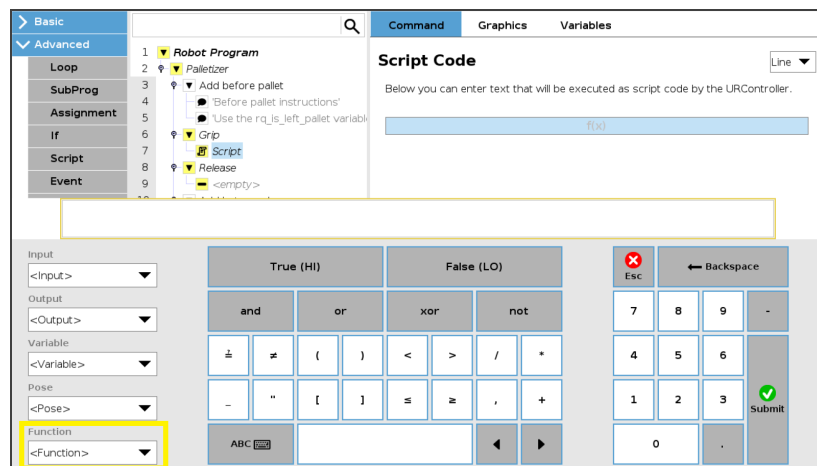 Basic
Advanced
Loop
SubProg
Assignment
If
Script
Event
1 Robot Program
2 Palletizer
3 Add before pallet
4 'Before pallet instructions'
5 'Use the rq_is_left_pallet variabl
6 Grip
7 Script
8 Release
9 <empty>
Command Graphics Variables
Script Code
Line
Below you can enter text that will be executed as script code by the URController.
f(x)
Input
<Input>
Output
<Output>
Variable
<Variable>
Pose
<Pose>
Function
<Function>
True (HI) False (LO)
and or xor not
≟ ≠ ( ) < > / *
_ " [ ] ≤ ≥ , +
ABC
Esc Backspace
7 8 9 -
4 5 6
1 2 3 Submit
0 .